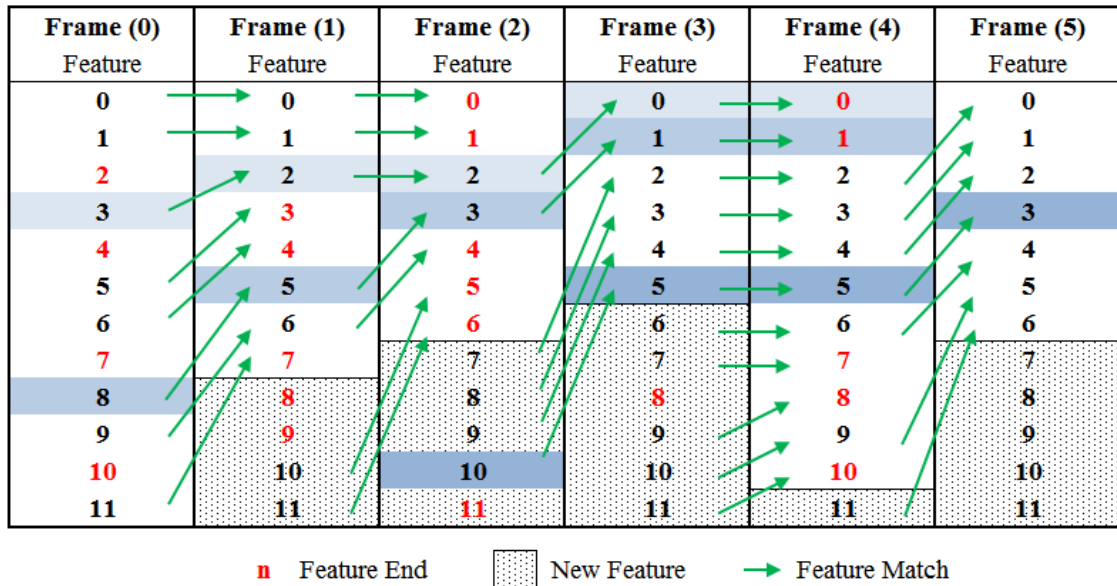 Frame (0) Frame (1) Frame (2) Frame (3) Frame (4) Frame (5)
Feature Feature Feature Feature Feature Feature
0 0 0 0 0 0
1 1 1 1 1 1
2 2 2 2 2 2
3 3 3 3 3 3
4 4 4 4 4 4
5 5 5 5 5 5
6 6 6 6 6 6
7 7 7 7 7 7
8 8 8 8 8 8
9 9 9 9 9 9
10 10 10 10 10 10
11 11 11 11 11 11
n Feature End New Feature Feature Match